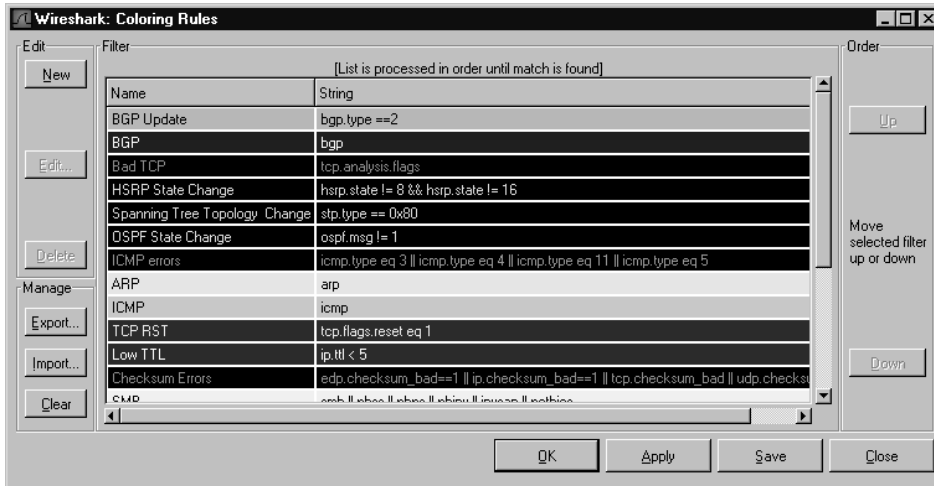 Wireshark: Coloring Rules
Edit
Filter
Order
New
[List is processed in order until match is found]
Name String
BGP Update bgp.type ==2
BGP bgp
Bad TCP tcp.analysis.flags
HSRP State Change hsrp.state != 8 && hsrp.state != 16
Spanning Tree Topology Change stp.type == 0x80
OSPF State Change ospf.msg != 1
ICMP errors icmp.type eq 3 || icmp.type eq 4 || icmp.type eq 11 || icmp.type eq 5
ARP arp
ICMP icmp
TCP RST tcp.flags.reset eq 1
Low TTL ip.ttl < 5
Checksum Errors edp.checksum_bad==1 || ip.checksum_bad==1 || tcp.checksum_bad || udp.checksu
Edit...
Delete
Manage
Export...
Import...
Clear
Up
Move
selected filter
up or down
Down
OK
Apply
Save
Close